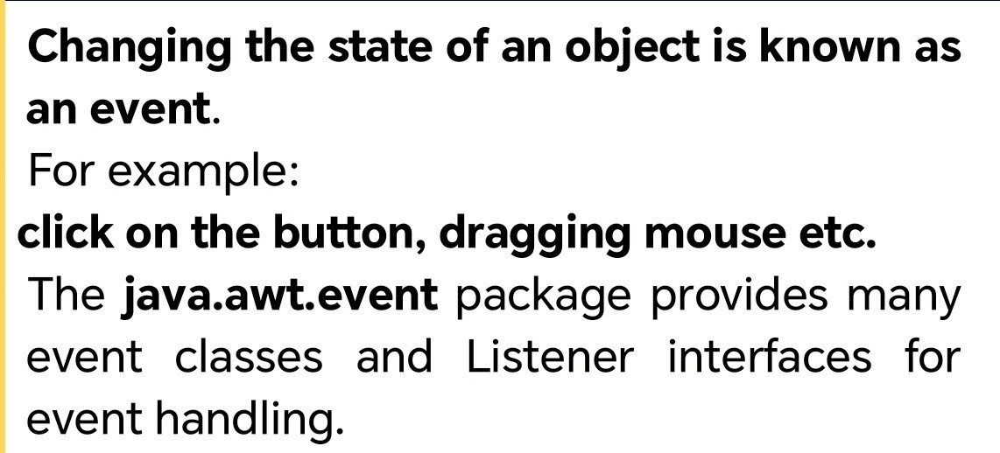 Changing the state of an object is known as
an event.
For example:
click on the button, dragging mouse etc.
The java.awt.event package provides many
event classes and Listener interfaces for
event handling.